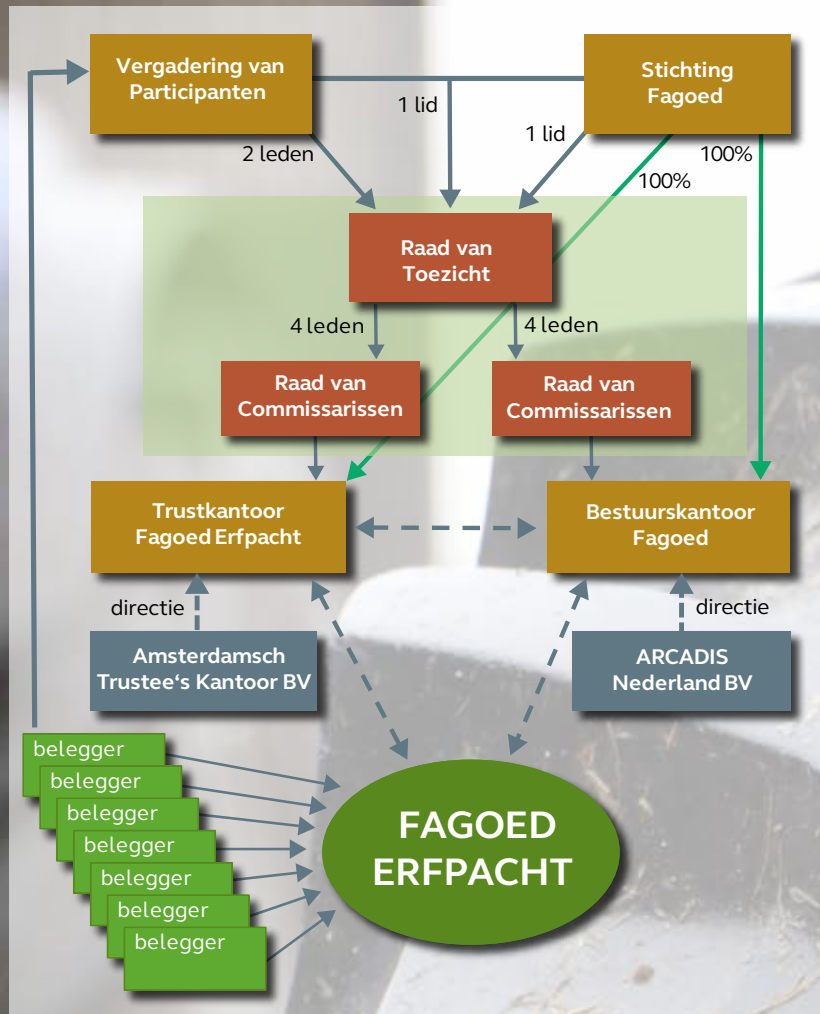 Vergadering van
Participanten
Stichting
Fagoed
1 lid
1 lid
2 leden
100%
100%
Raad van
Toezicht
4 leden
4 leden
Raad van
Commissarissen
Raad van
Commissarissen
Trustkantoor
Fagoed Erfpacht
Bestuurskantoor
Fagoed
directie
directie
Amsterdamsch
Trustee‘s Kantoor BV
ARCADIS
Nederland BV
belegger
belegger
belegger
belegger
belegger
belegger
belegger
FAGOED
ERFPACHT